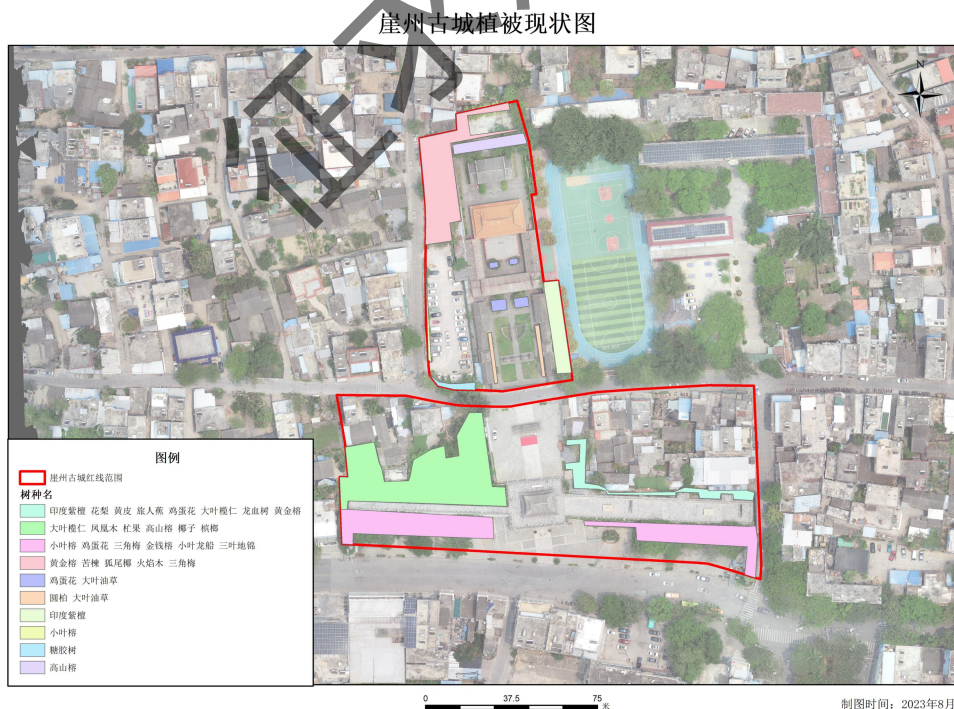 崖州古城植被现状图
征求
N
图例
崖州古城红线范围
树种名
印度紫檀 花梨 黄皮 旅人蕉 鸡蛋花 大叶榄仁 龙血树 黄金榕
大叶榄仁 凤凰木 杧果 高山榕 椰子 槟榔
小叶榕 鸡蛋花 三角梅 金钱榕 小叶龙船 三叶地锦
黄金榕 苦楝 狐尾椰 火焰木 三角梅
鸡蛋花 大叶油草
圆柏 大叶油草
印度紫檀
小叶榕
糖胶树
高山榕
0 37.5 75
米
制图时间：2023年8月